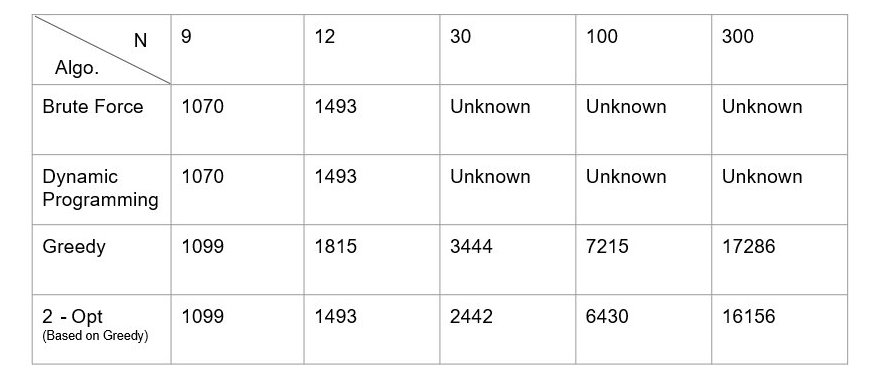 N 9 12 30 100 300
Algo.
Brute Force 1070 1493 Unknown Unknown Unknown
Dynamic 1070 1493 Unknown Unknown Unknown
Programming
Greedy 1099 1815 3444 7215 17286
2 - Opt 1099 1493 2442 6430 16156
(Based on Greedy)